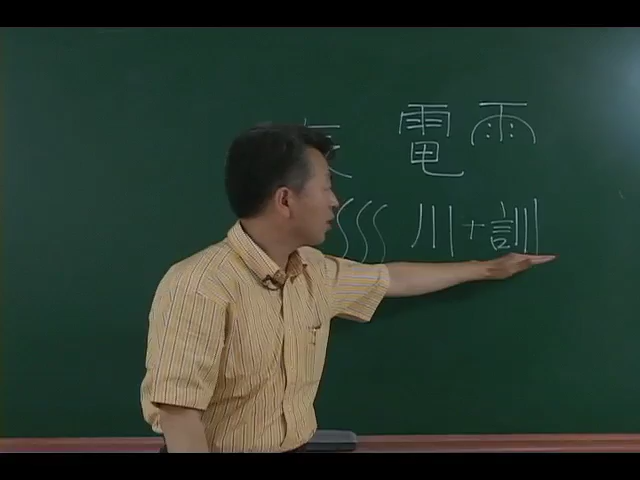 電 雨
川 + 訓